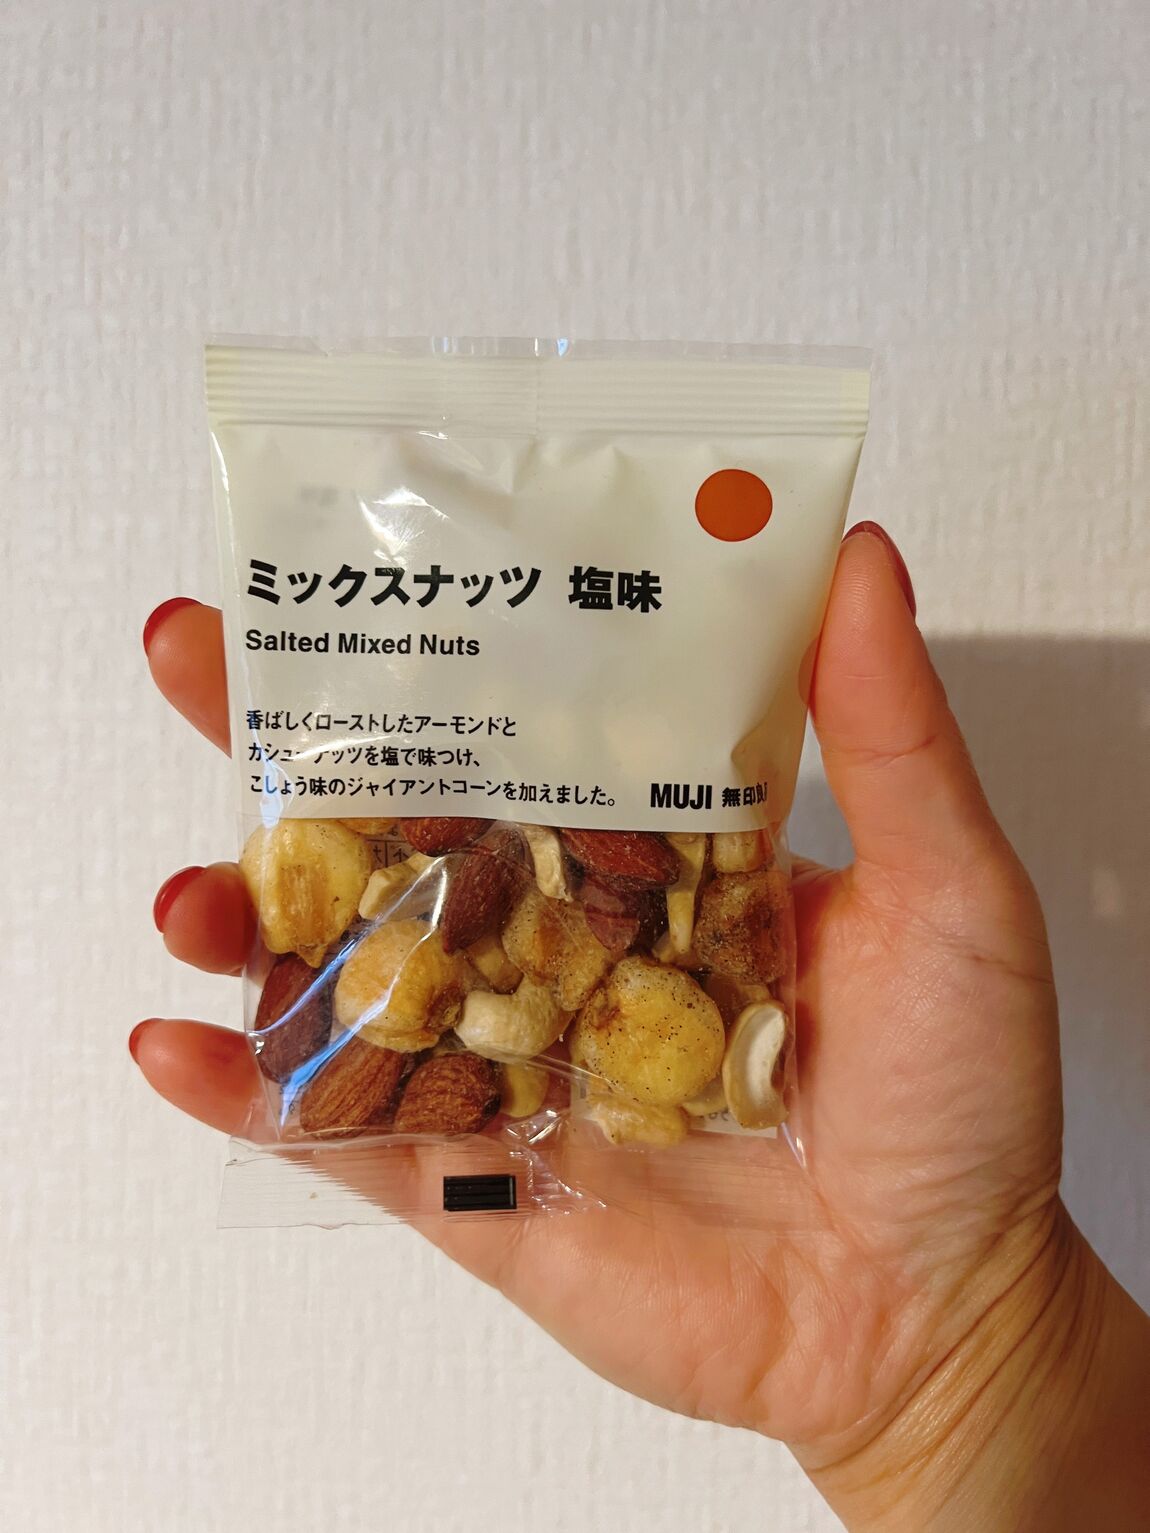 ミックスナッツ 塩味
Salted Mixed Nuts
香ばしくローストしたアーモンドと
カシューナッツを塩で味つけ、
こしょう味のジャイアントコーンを加えました。
MUJI 無印良